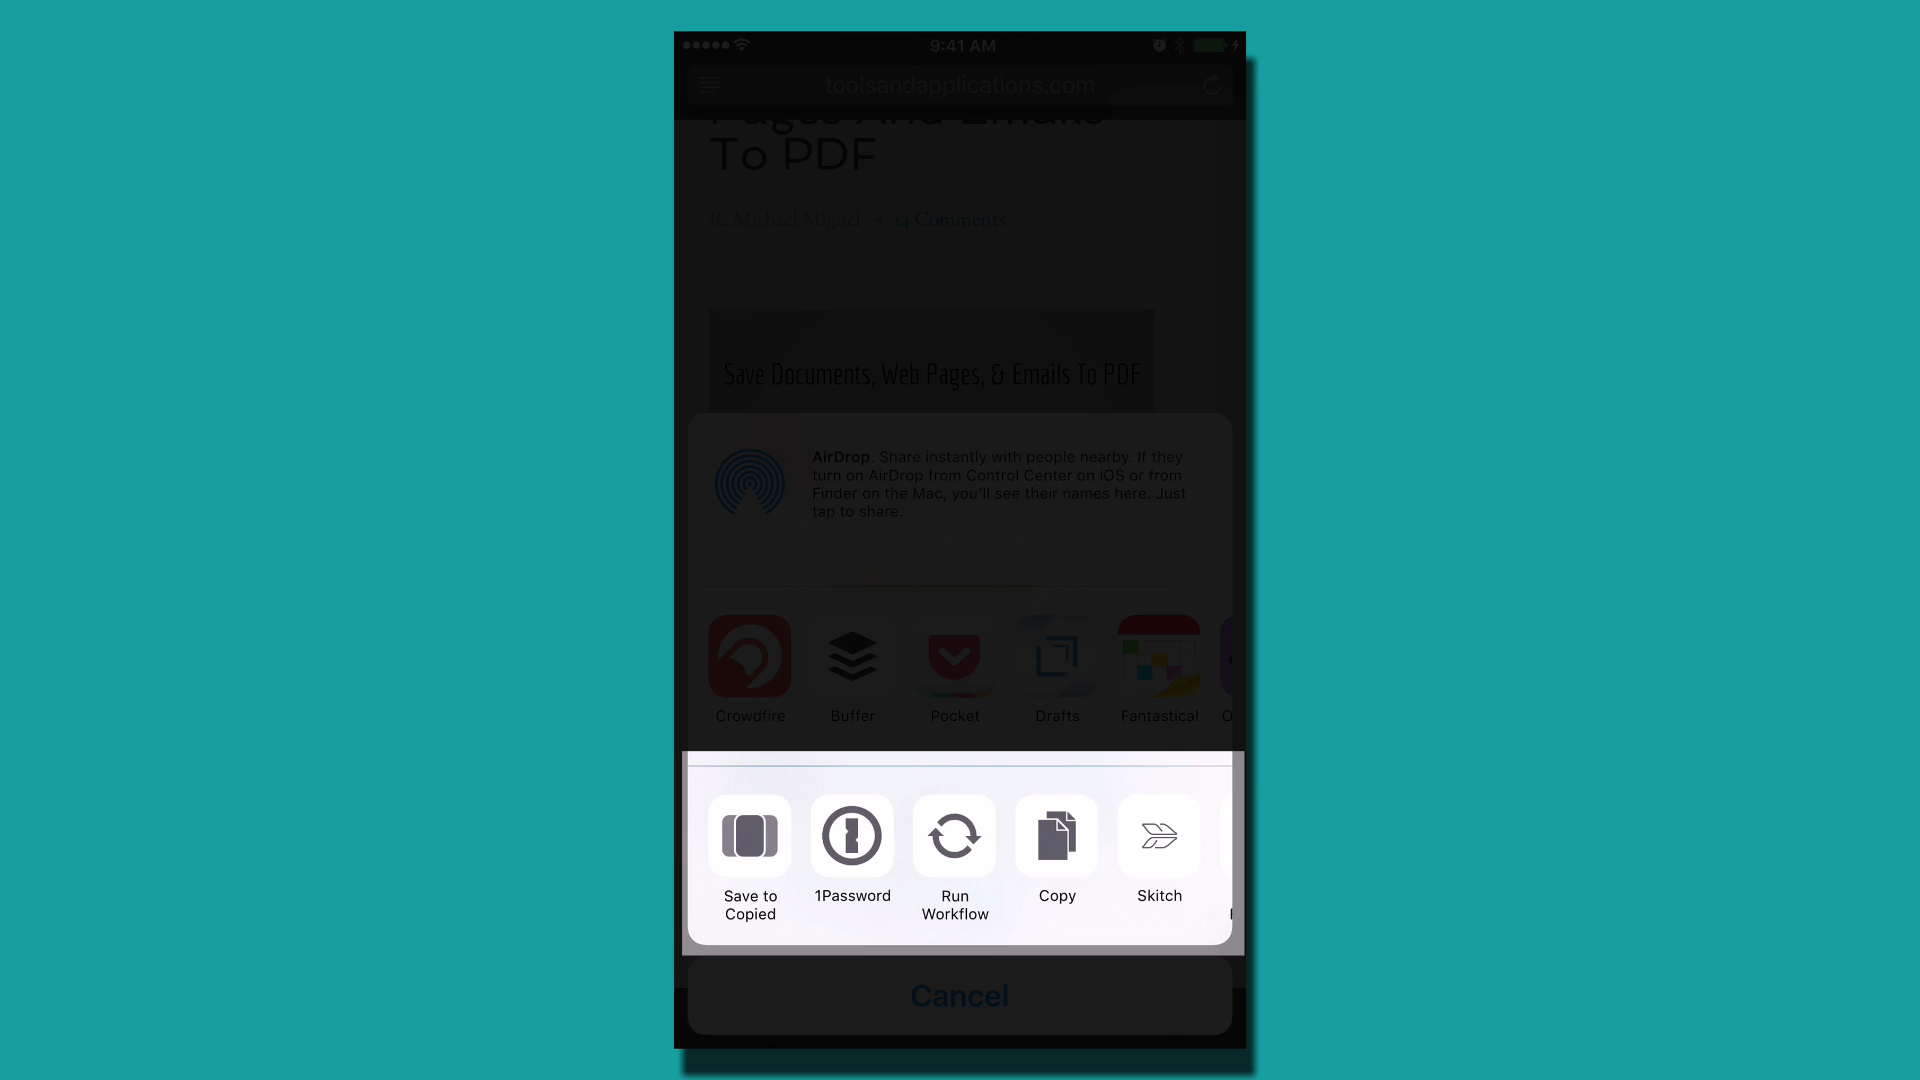 9:41 AM
toolsandapplications.com
Pages And Emails
To PDF
R. Michael Miguel + 14 Comments
Save Documents, Web Pages, & Emails To PDF
AirDrop. Share instantly with people nearby. If they
turn on AirDrop from Control Center on iOS or from
Finder on the Mac, you'll see their names here. Just
tap to share.
Crowdfire Buffer Pocket Drafts Fantastical O
Save to
Copied
1Password
Run
Workflow
Copy
Skitch
Cancel